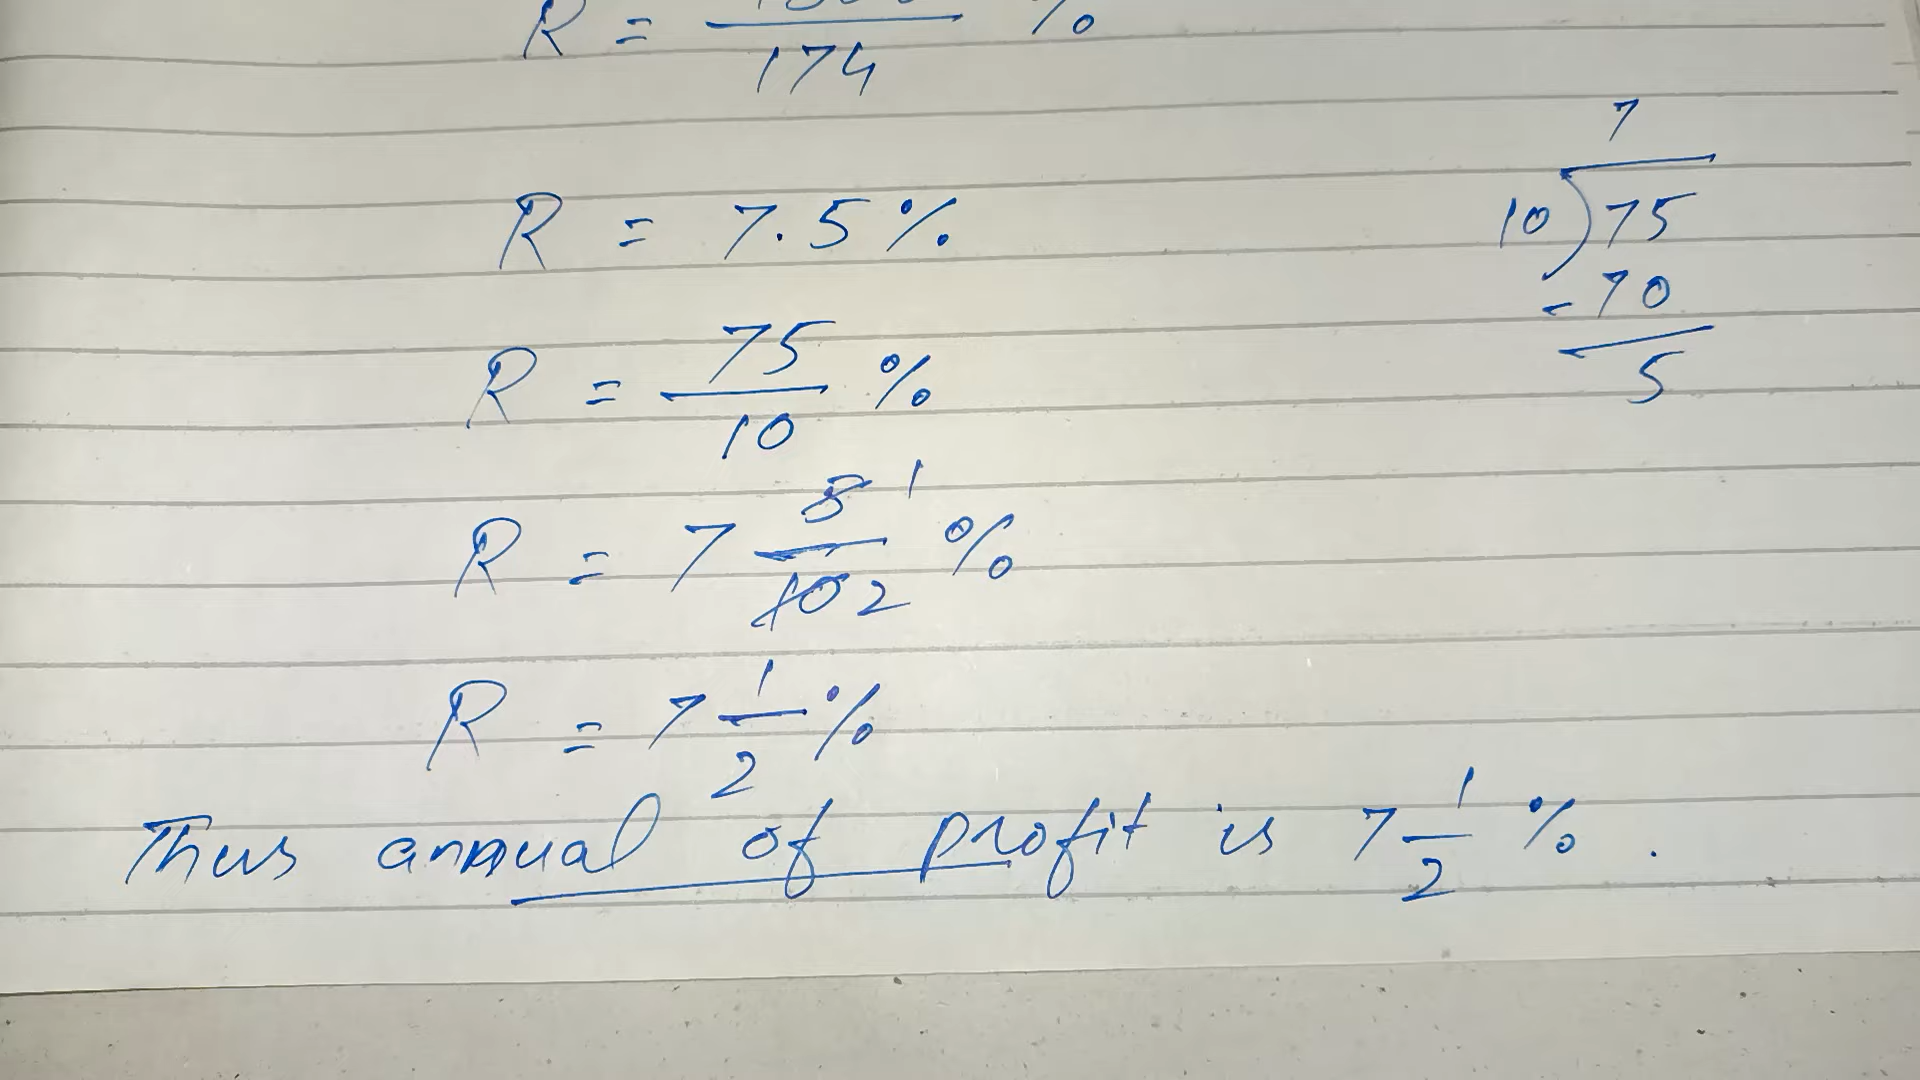 R = /174 %
R = 7.5 %
R = 75/10 %
R = 7 5/10 1/2 %
R = 7 1/2 %
Thus annual of profit is 7 1/2 %.
7
10)75
-70
5